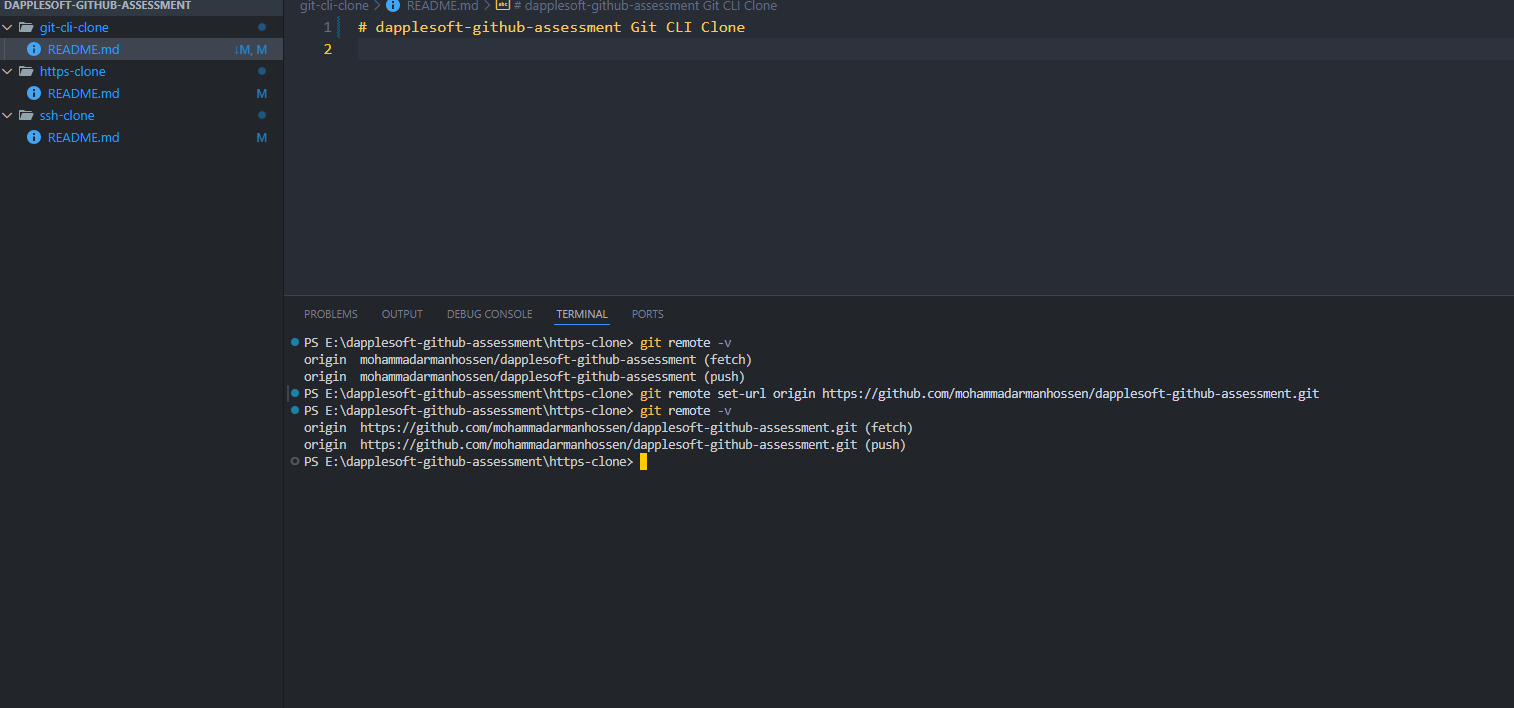 DAPPLESOFT-GITHUB-ASSESSMENT
git-cli-clone
README.md ↓M, M
https-clone
README.md M
ssh-clone
README.md M
git-cli-clone > README.md > abc # dapplesoft-github-assessment Git CLI Clone
1 # dapplesoft-github-assessment Git CLI Clone
2
PROBLEMS OUTPUT DEBUG CONSOLE TERMINAL PORTS
PS E:\dapplesoft-github-assessment\https-clone> git remote -v
origin  mohammadarmanhossen/dapplesoft-github-assessment (fetch)
origin  mohammadarmanhossen/dapplesoft-github-assessment (push)
PS E:\dapplesoft-github-assessment\https-clone> git remote set-url origin https://github.com/mohammadarmanhossen/dapplesoft-github-assessment.git
PS E:\dapplesoft-github-assessment\https-clone> git remote -v
origin  https://github.com/mohammadarmanhossen/dapplesoft-github-assessment.git (fetch)
origin  https://github.com/mohammadarmanhossen/dapplesoft-github-assessment.git (push)
PS E:\dapplesoft-github-assessment\https-clone>